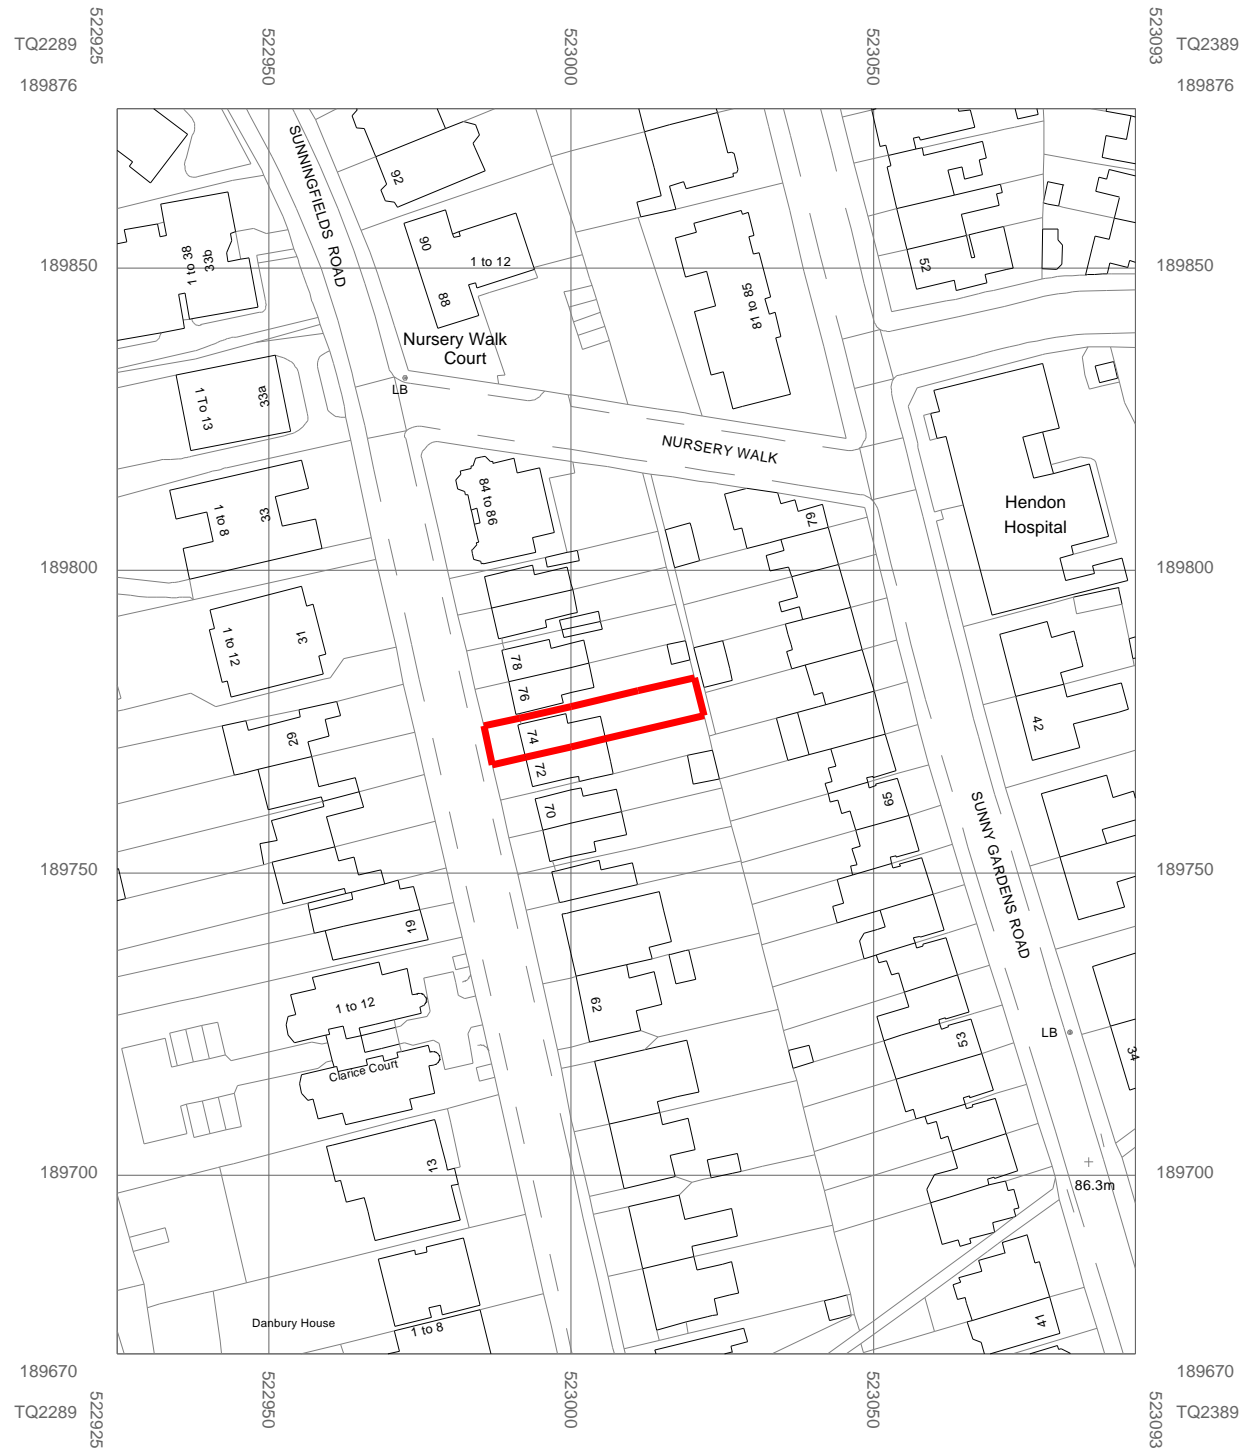 522925
522950
523000
523050
523093
TQ2289
TQ2389
189876
189876
SUNNINGFIELDS ROAD
92
33b
1 to 38
90
1 to 12
88
81 to 85
52
189850
189850
Nursery Walk
Court
LB
1 To 13
33a
NURSERY WALK
84 to 86
79
Hendon
Hospital
1 to 8
33
189800
189800
1 to 12
31
78
76
74
72
70
29
42
65
SUNNY GARDENS ROAD
189750
189750
19
1 to 12
62
53
LB
34
Clarice Court
13
189700
189700
86.3m
Danbury House
1 to 8
41
189670
189670
TQ2289
TQ2389
522925
522950
523000
523050
523093